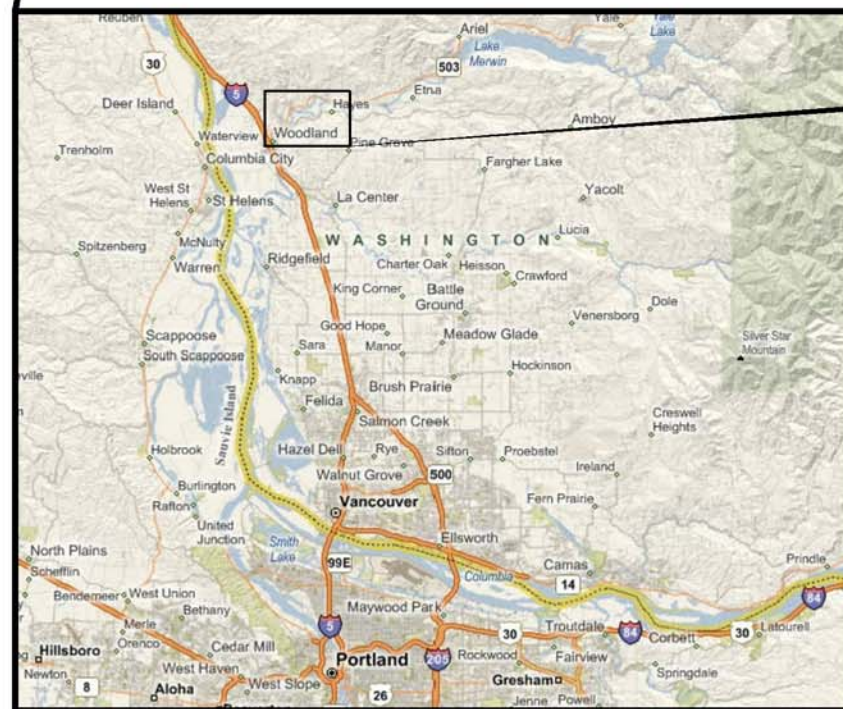 Reuben
Ariel
Yale
Yale Lake
Lake Merwin
30
503
5
Etna
Hayes
Deer Island
Amboy
Waterview
Woodland
Pine Grove
Columbia City
Trenholm
Fargher Lake
West St Helens
St Helens
La Center
Yacolt
WASHINGTON
Lucia
McNulty
Spitzenberg
Warren
Ridgefield
Charter Oak
Heisson
Crawford
King Corner
Battle Ground
Dole
Venersborg
Good Hope
Scappoose
Sara
Manor
Meadow Glade
Silver Star Mountain
South Scappoose
Hockinson
ville
Knapp
Brush Prairie
Felida
Salmon Creek
Creswell Heights
Sauvie Island
Hazel Dell
Rye
Sifton
Proebstel
Holbrook
Walnut Grove
500
Ireland
Burlington
Fern Prairie
Rafton
Vancouver
United Junction
Smith Lake
Ellsworth
North Plains
99E
Camas
Prindle
Schefflin
Columbia
14
Bendemeer
West Union
84
Bethany
Maywood Park
Merle
5
30
Troutdale
84
30
Latourell
Orenco
Cedar Mill
Corbett
Hillsboro
West Haven
Portland
205
Rockwood
Fairview
Newton
8
West Slope
Gresham
Springdale
Aloha
26
Jenne
Powell